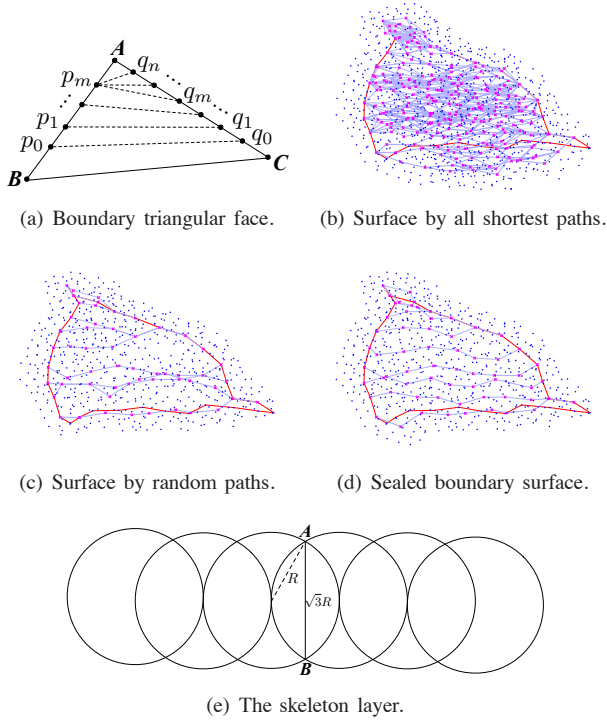 A
q_n
p_m
q_m
p_1
q_1
p_0
q_0
B
C
(a) Boundary triangular face.
(b) Surface by all shortest paths.
(c) Surface by random paths.
(d) Sealed boundary surface.
A
R
√3R
B
(e) The skeleton layer.